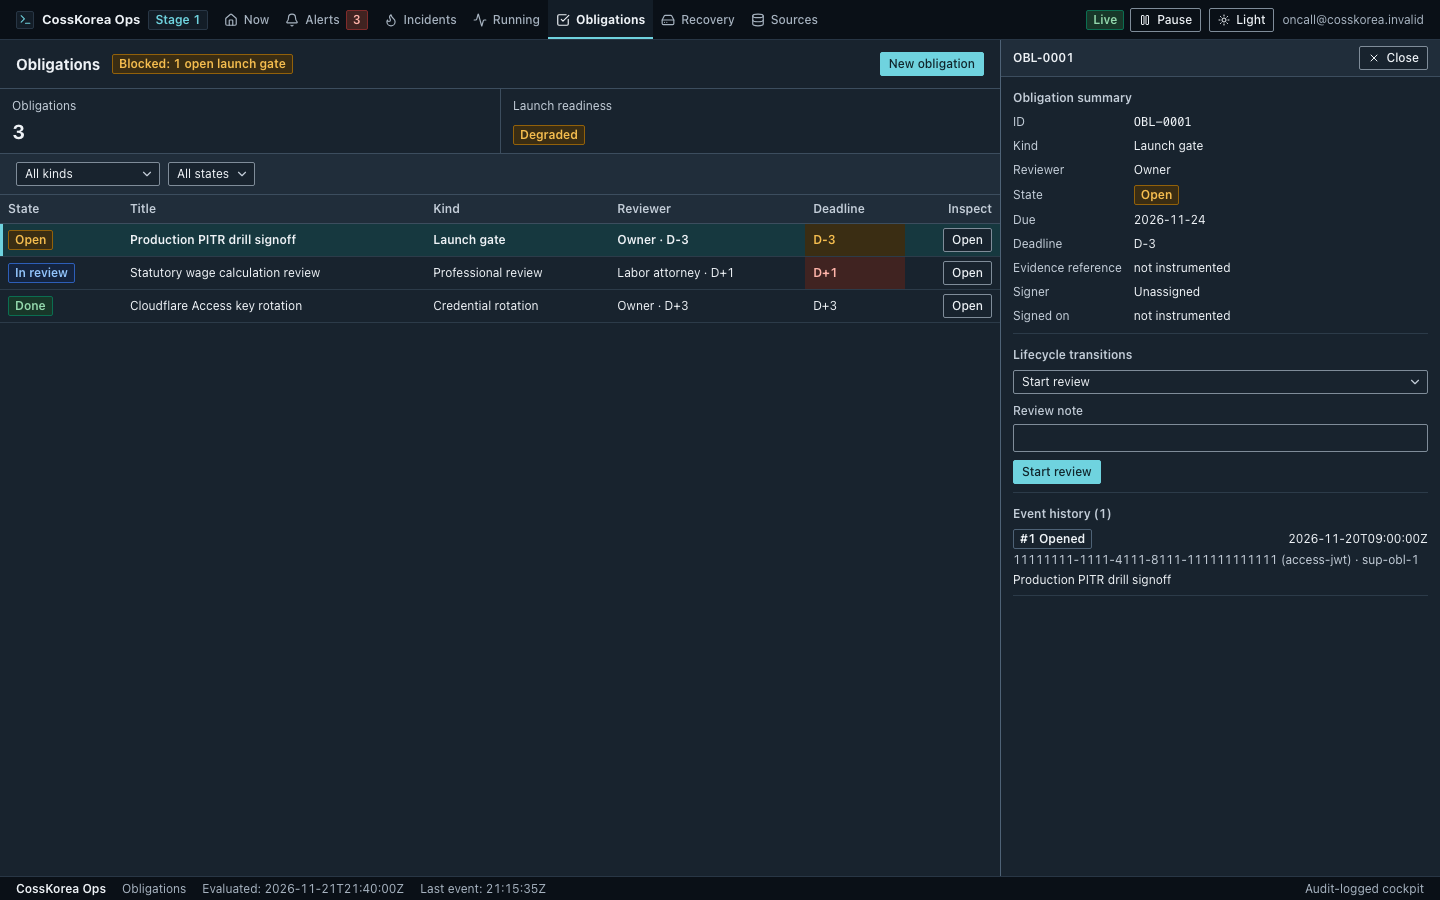 CossKorea Ops Stage 1 Now Alerts 3 Incidents Running Obligations Recovery Sources Live Pause Light oncall@cosskorea.invalid
Obligations Blocked: 1 open launch gate New obligation
Obligations Launch readiness
3 Degraded
All kinds All states
State Title Kind Reviewer Deadline Inspect
Open Production PITR drill signoff Launch gate Owner · D-3 D-3 Open
In review Statutory wage calculation review Professional review Labor attorney · D+1 D+1 Open
Done Cloudflare Access key rotation Credential rotation Owner · D+3 D+3 Open
OBL-0001 Close
Obligation summary
ID OBL-0001
Kind Launch gate
Reviewer Owner
State Open
Due 2026-11-24
Deadline D-3
Evidence reference not instrumented
Signer Unassigned
Signed on not instrumented
Lifecycle transitions
Start review
Review note
Start review
Event history (1)
#1 Opened 2026-11-20T09:00:00Z
11111111-1111-4111-8111-111111111111 (access-jwt) · sup-obl-1
Production PITR drill signoff
CossKorea Ops Obligations Evaluated: 2026-11-21T21:40:00Z Last event: 21:15:35Z Audit-logged cockpit